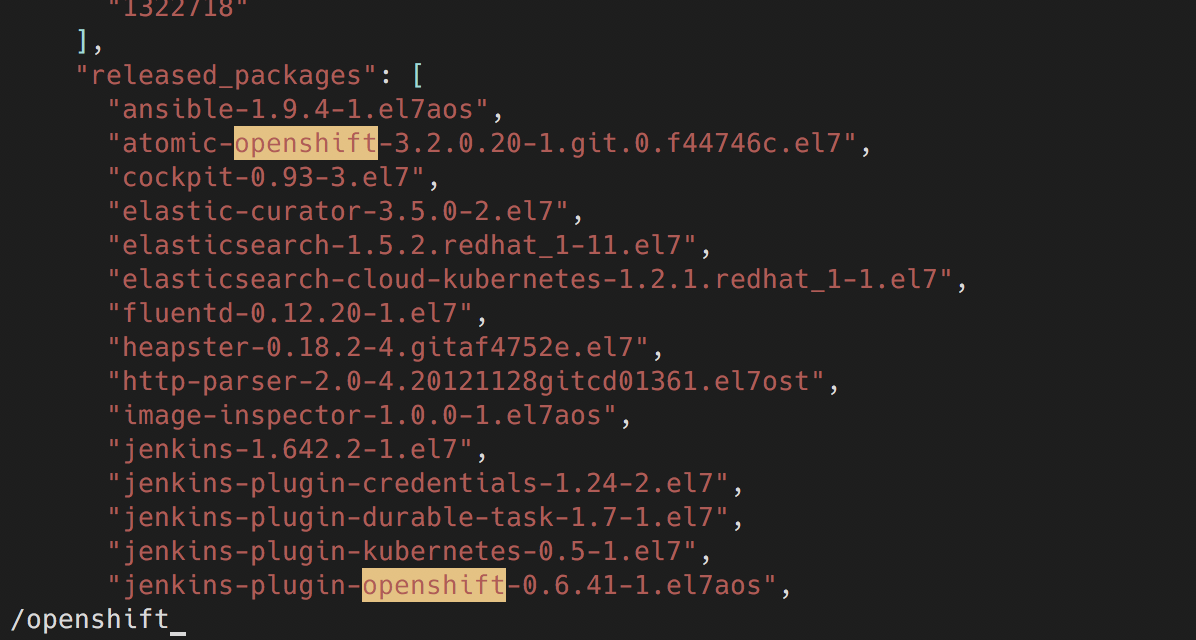 "1322718"
],
"released_packages": [
"ansible-1.9.4-1.el7aos",
"atomic-openshift-3.2.0.20-1.git.0.f44746c.el7",
"cockpit-0.93-3.el7",
"elastic-curator-3.5.0-2.el7",
"elasticsearch-1.5.2.redhat_1-11.el7",
"elasticsearch-cloud-kubernetes-1.2.1.redhat_1-1.el7",
"fluentd-0.12.20-1.el7",
"heapster-0.18.2-4.gitaf4752e.el7",
"http-parser-2.0-4.20121128gitcd01361.el7ost",
"image-inspector-1.0.0-1.el7aos",
"jenkins-1.642.2-1.el7",
"jenkins-plugin-credentials-1.24-2.el7",
"jenkins-plugin-durable-task-1.7-1.el7",
"jenkins-plugin-kubernetes-0.5-1.el7",
"jenkins-plugin-openshift-0.6.41-1.el7aos",
/openshift_